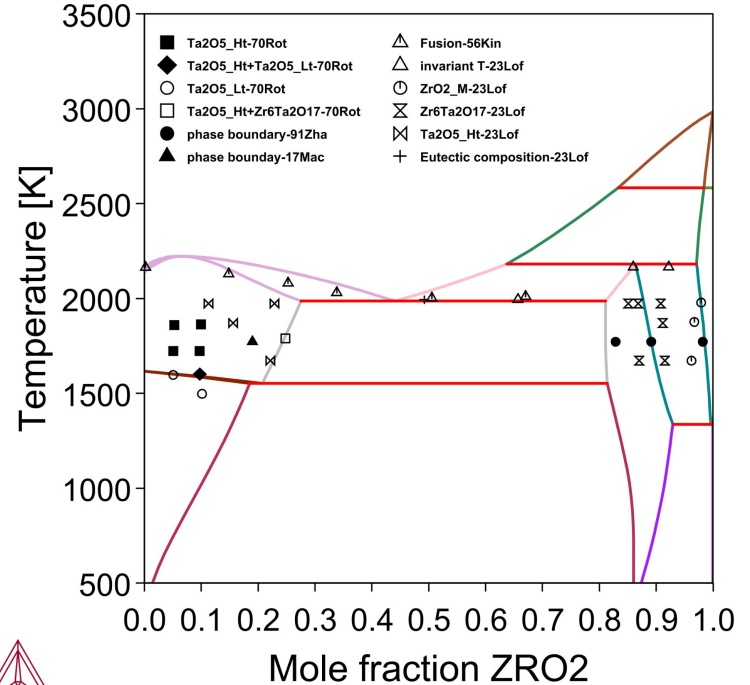 3500
3000
2500
2000
1500
1000
500
Temperature [K]
Ta2O5_Ht-70Rot
Ta2O5_Ht+Ta2O5_Lt-70Rot
Ta2O5_Lt-70Rot
Ta2O5_Ht+Zr6Ta2O17-70Rot
phase boundary-91Zha
phase bounday-17Mac
Fusion-56Kin
invariant T-23Lof
ZrO2_M-23Lof
Zr6Ta2O17-23Lof
Ta2O5_Ht-23Lof
Eutectic composition-23Lof
0.0 0.1 0.2 0.3 0.4 0.5 0.6 0.7 0.8 0.9 1.0
Mole fraction ZRO2